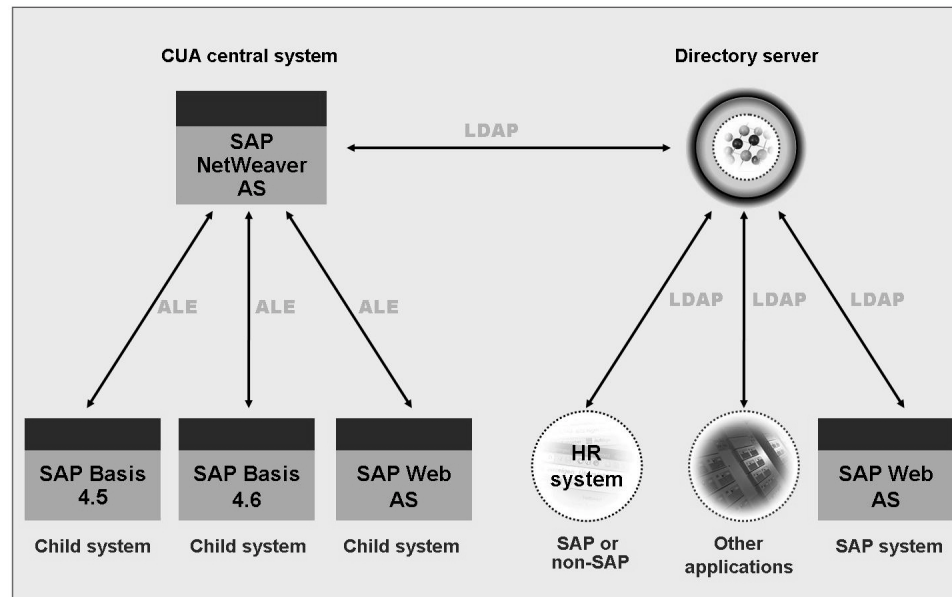 CUA central system
Directory server
SAP
NetWeaver
AS
LDAP
ALE
ALE
ALE
LDAP
LDAP
LDAP
SAP Basis
4.5
SAP Basis
4.6
SAP Web
AS
HR
system
SAP Web
AS
Child system
Child system
Child system
SAP or
non-SAP
Other
applications
SAP system